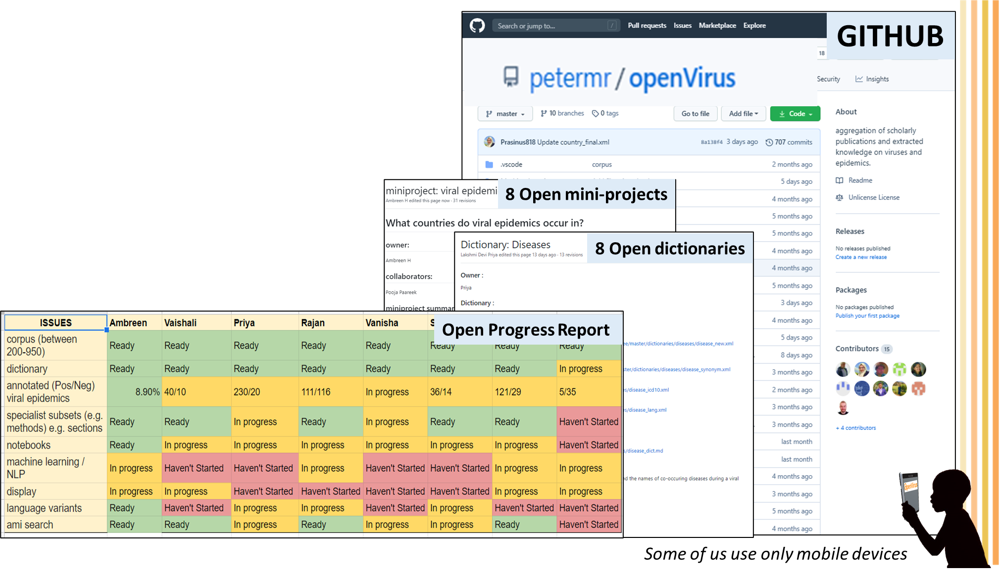 Search or jump to... /
Pull requests Issues Marketplace Explore
GITHUB
18
petermr / openVirus
Security Insights
master 10 branches 0 tags Go to file Add file Code
Prasinus818 Update country_final.xml 8a138f4 3 days ago 707 commits
.vscode corpus 2 months ago
5 days ago
4 months ago
5 months ago
5 months ago
4 months ago
4 months ago
5 months ago
3 days ago
4 months ago
5 days ago
8 days ago
3 months ago
2 months ago
3 months ago
3 months ago
last month
last month
4 months ago
3 months ago
5 months ago
4 months ago
About
aggregation of scholarly
publications and extracted
knowledge on viruses and
epidemics.
Readme
Unlicense License
Releases
No releases published
Create a new release
Packages
No packages published
Publish your first package
Contributors 15
+ 4 contributors
miniproject: viral epidemi
Ambreen H edited this page now · 31 revisions
8 Open mini-projects
What countries do viral epidemics occur in?
owner:
Ambreen H
collaborators:
Pooja Paareek
miniproject summar
Dictionary: Diseases
Lakshmi Devi Priya edited this page 13 days ago · 13 revisions
8 Open dictionaries
Owner :
Priya
Dictionary :
ee/master/dictionaries/diseases/disease_new.xml
ster/dictionaries/diseases/disease_synonym.xml
s/disease_icd10.xml
s/disease_lang.xml
s/disease_dict.md
nd the names of co-occuring diseases during a viral
Open Progress Report
ISSUES Ambreen Vaishali Priya Rajan Vanisha S
corpus (between
200-950) Ready Ready Ready Ready Ready Ready Ready Ready
dictionary Ready Ready Ready Ready Ready Ready Ready In progress
annotated (Pos/Neg)
viral epidemics 8.90% 40/10 230/20 111/116 In progress 36/14 121/29 5/35
specialist subsets (e.g.
methods) e.g. sections Ready Ready In progress Ready In progress Ready Ready Haven't Started
notebooks Ready In progress In progress In progress In progress In progress In progress Haven't Started
machine learning /
NLP In progress Haven't Started Haven't Started In progress Haven't Started Haven't Started In progress In progress
display In progress In progress Haven't Started Haven't Started Haven't Started Haven't Started In progress In progress
language variants Ready Haven't Started In progress In progress Haven't Started In progress Haven't Started Haven't Started
ami search Ready Ready In progress Ready In progress In progress Ready Haven't Started
openVirus
Some of us use only mobile devices